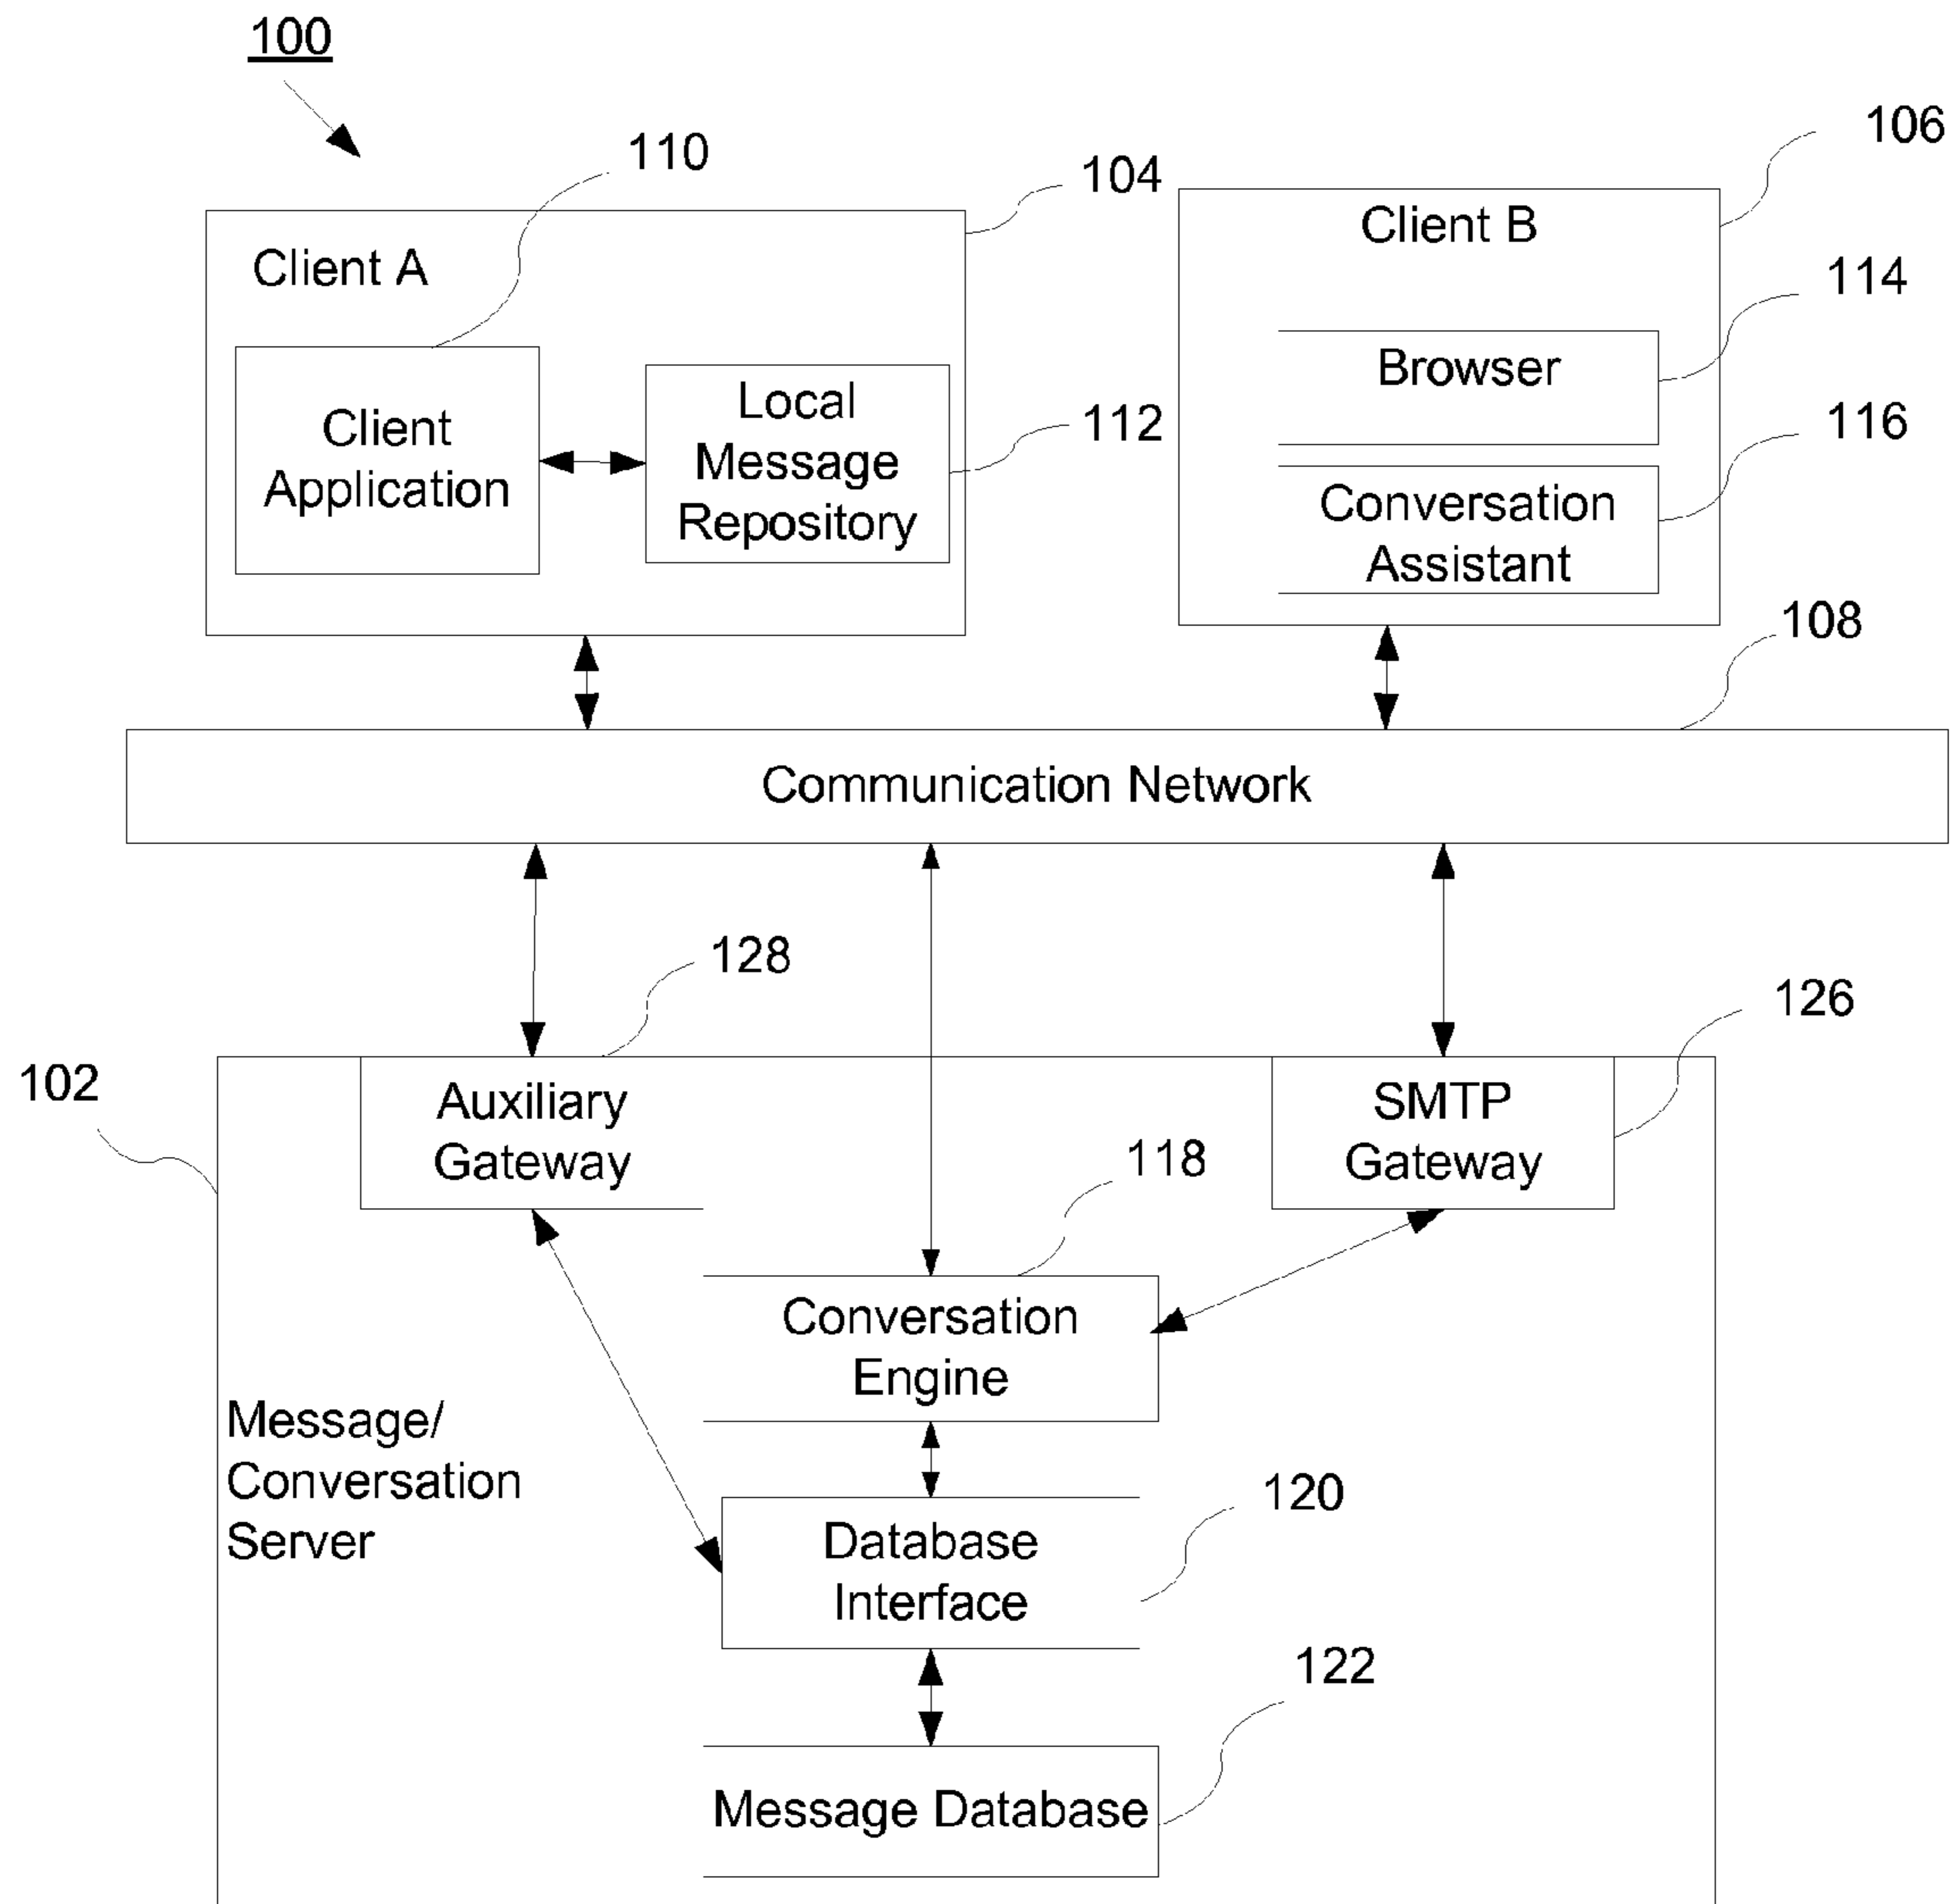 100
110
104
106
Client A
Client B
114
Browser
Client
Application
Local
Message
Repository
112
116
Conversation
Assistant
108
Communication Network
128
126
102
Auxiliary
Gateway
SMTP
Gateway
118
Conversation
Engine
Message/
Conversation
Server
120
Database
Interface
122
Message Database